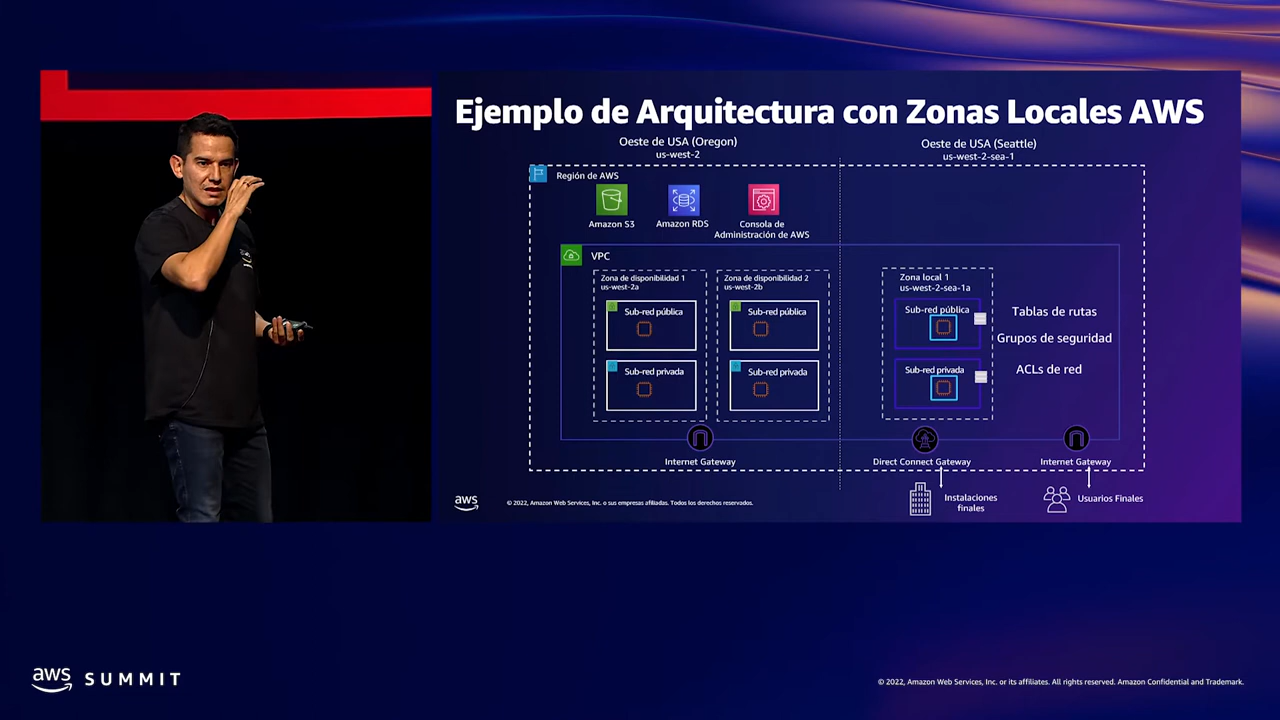 Ejemplo de Arquitectura con Zonas Locales AWS
Oeste de USA (Oregon)
us-west-2
Oeste de USA (Seattle)
us-west-2-sea-1
Región de AWS
Amazon S3
Amazon RDS
Consola de
Administración de AWS
VPC
Zona de disponibilidad 1
us-west-2a
Sub-red pública
Sub-red privada
Zona de disponibilidad 2
us-west-2b
Sub-red pública
Sub-red privada
Zona local 1
us-west-2-sea-1a
Sub-red pública
Sub-red privada
Tablas de rutas
Grupos de seguridad
ACLs de red
Internet Gateway
Direct Connect Gateway
Internet Gateway
Instalaciones
finales
Usuarios Finales
aws
© 2022, Amazon Web Services, Inc. o sus empresas affiliadas. Todos los derechos reservados.
aws SUMMIT
© 2022, Amazon Web Services, Inc. or its affiliates. All rights reserved. Amazon Confidential and Trademark.